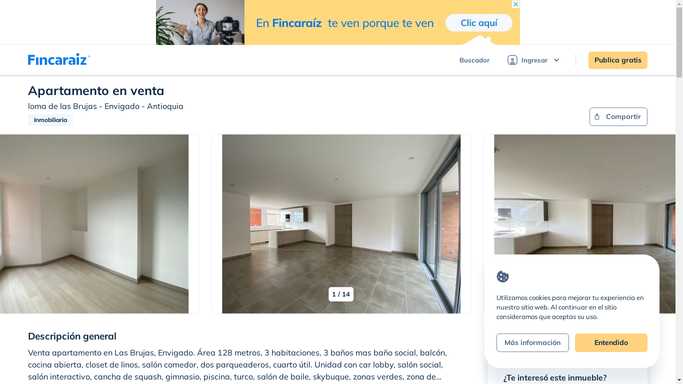 En Fincaraíz te ven porque te ven
Clic aquí
Fincaraíz
Buscador
Ingresar
Publica gratis
Apartamento en venta
loma de las Brujas - Envigado - Antioquia
Inmobiliaria
Compartir
1 / 14
Utilizamos cookies para mejorar tu experiencia en
nuestro sitio web. Al continuar en el sitio
consideramos que aceptas su uso.
Más información
Entendido
Descripción general
Venta apartamento en Las Brujas, Envigado. Área 128 metros, 3 habitaciones, 3 baños mas baño social, balcón,
cocina abierta, closet de linos, salón comedor, dos parqueaderos, cuarto útil. Unidad con car lobby, salón social,
salón interactivo, cancha de squash, gimnasio, piscina, turco, salón de baile, skybuque, zonas verdes, zona de...
¿Te interesó este inmueble?